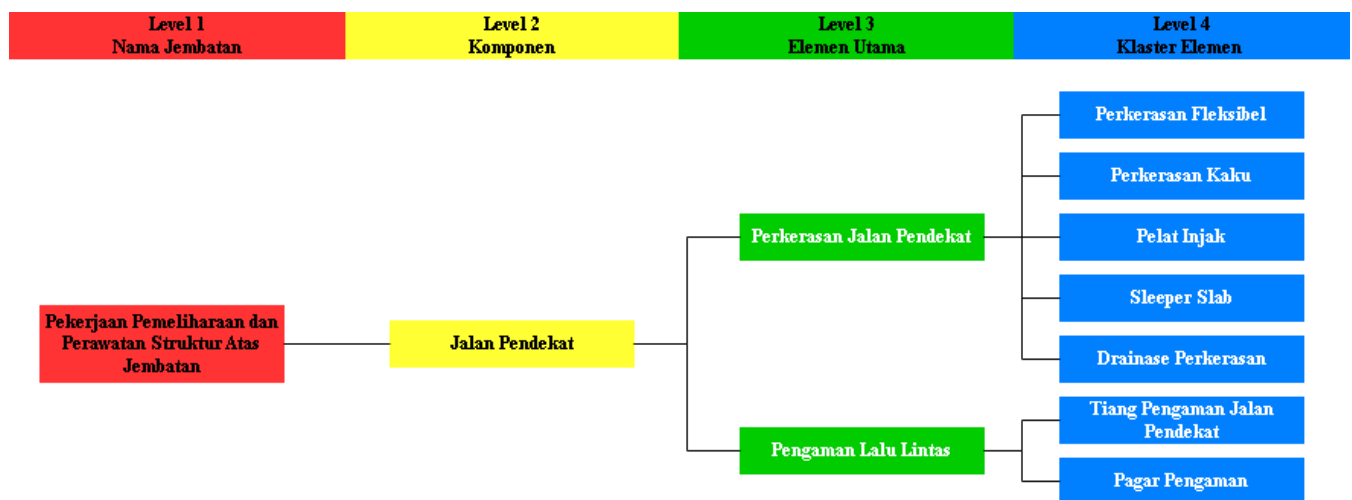 Level 1
Nama Jembatan
Level 2
Komponen
Level 3
Elemen Utama
Level 4
Klaster Elemen
Pekerjaan Pemeliharaan dan
Perawatan Struktur Atas
Jembatan
Jalan Pendekat
Perkerasan Jalan Pendekat
Perkerasan Fleksibel
Perkerasan Kaku
Pelat Injak
Sleeper Slab
Drainase Perkerasan
Pengaman Lalu Lintas
Tiang Pengaman Jalan
Pendekat
Pagar Pengaman